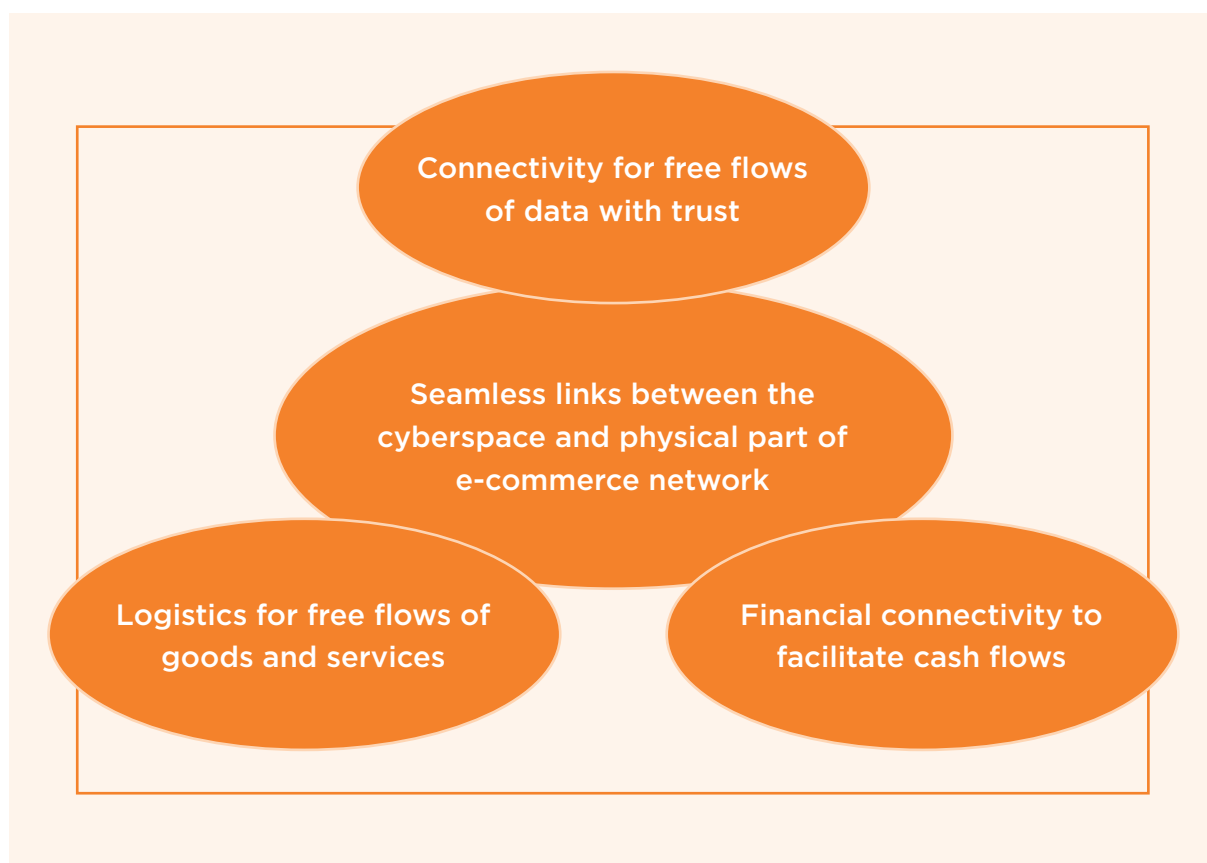 Connectivity for free flows
of data with trust
Seamless links between the
cyberspace and physical part of
e-commerce network
Logistics for free flows of
goods and services
Financial connectivity to
facilitate cash flows